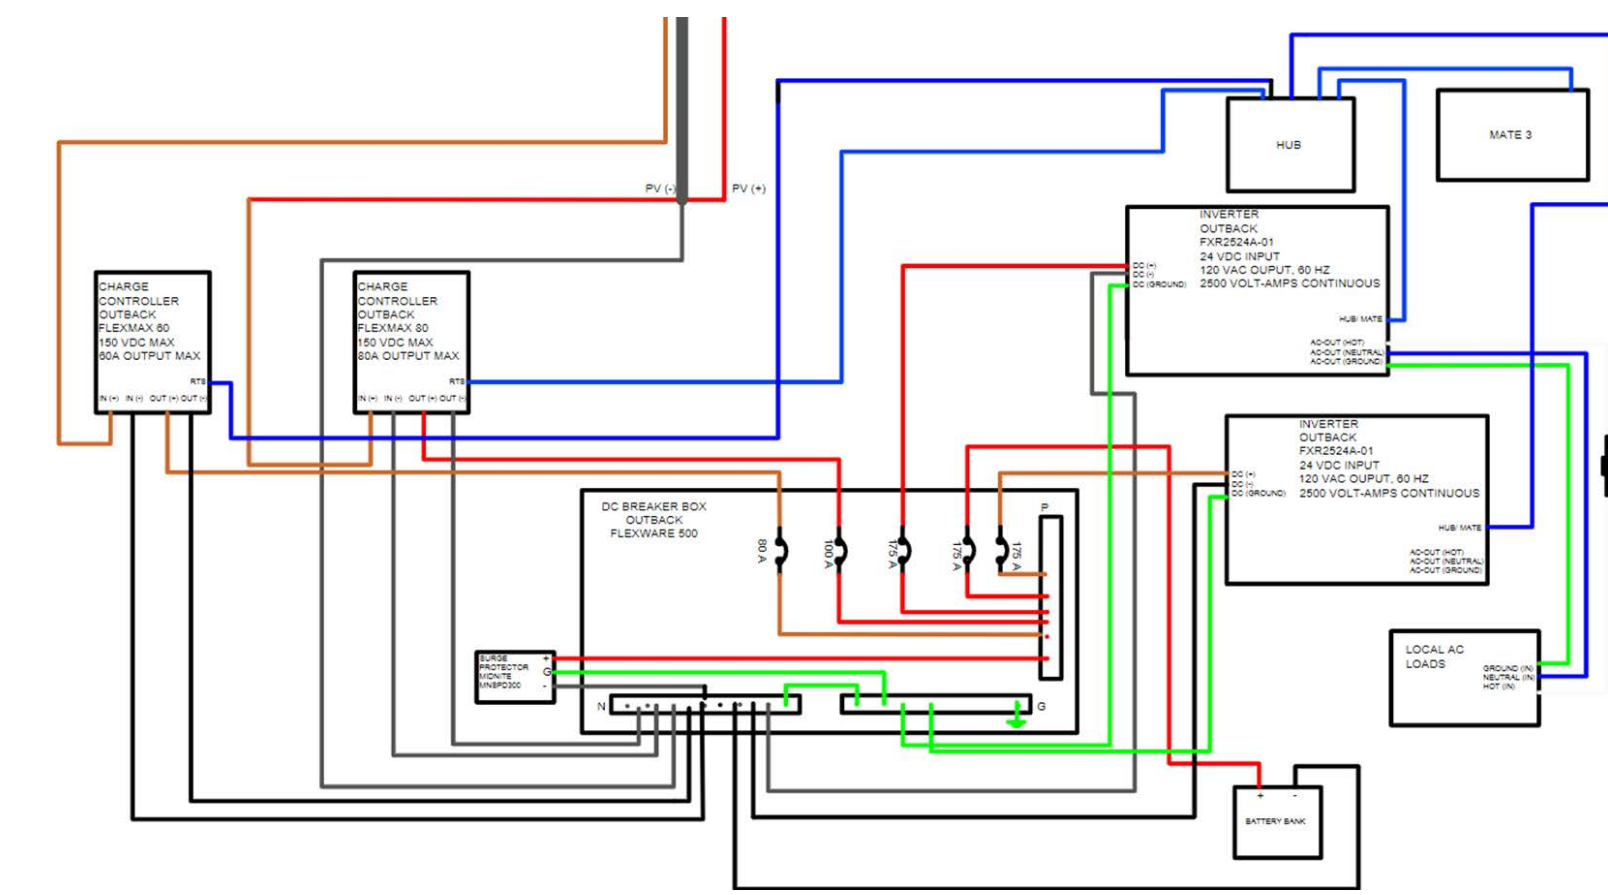 PV (-)
PV (+)
HUB
MATE 3
CHARGE
CONTROLLER
OUTBACK
FLEXMAX 60
150 VDC MAX
60A OUTPUT MAX
RTS
IN (+) IN (-) OUT (+) OUT (-)
CHARGE
CONTROLLER
OUTBACK
FLEXMAX 80
150 VDC MAX
80A OUTPUT MAX
RTS
IN (+) IN (-) OUT (+) OUT (-)
INVERTER
OUTBACK
FXR2524A-01
24 VDC INPUT
120 VAC OUPUT, 60 HZ
2500 VOLT-AMPS CONTINUOUS
DC (+)
DC (-)
DC (GROUND)
HUB/ MATE
AC-OUT (HOT)
AC-OUT (NEUTRAL)
AC-OUT (GROUND)
INVERTER
OUTBACK
FXR2524A-01
24 VDC INPUT
120 VAC OUPUT, 60 HZ
2500 VOLT-AMPS CONTINUOUS
DC (+)
DC (-)
DC (GROUND)
HUB/ MATE
AC-OUT (HOT)
AC-OUT (NEUTRAL)
AC-OUT (GROUND)
DC BREAKER BOX
OUTBACK
FLEXWARE 500
P
80 A
100 A
175 A
175 A
175 A
SURGE
PROTECTOR
MIDNITE
MNSPD300
+
G
-
N
G
LOCAL AC
LOADS
GROUND (IN)
NEUTRAL (IN)
HOT (IN)
+ -
BATTERY BANK